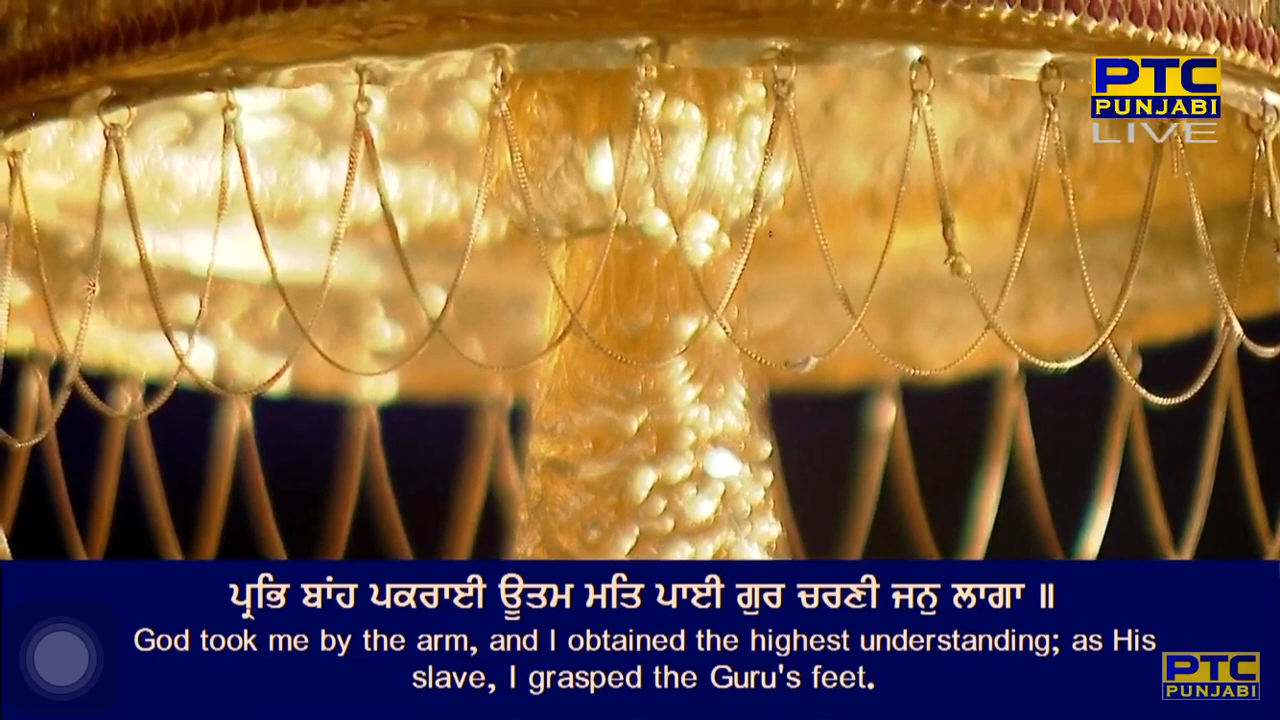 PTC
PUNJABI
LIVE
ਪ੍ਰਭਿ ਬਾਂਹ ਪਕਰਾਈ ਊਤਮ ਮਤਿ ਪਾਈ ਗੁਰ ਚਰਣੀ ਜਨੁ ਲਾਗਾ ॥
God took me by the arm, and I obtained the highest understanding; as His
slave, I grasped the Guru's feet.
PTC
PUNJABI